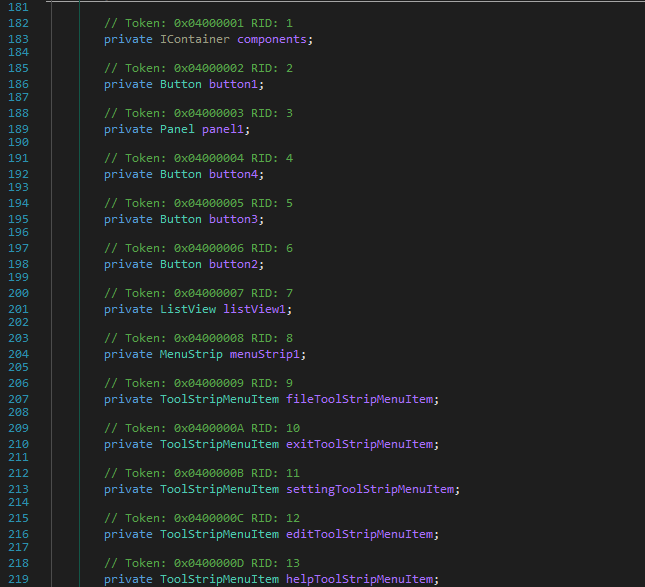 181
182 // Token: 0x04000001 RID: 1
183 private IContainer components;
184
185 // Token: 0x04000002 RID: 2
186 private Button button1;
187
188 // Token: 0x04000003 RID: 3
189 private Panel panel1;
190
191 // Token: 0x04000004 RID: 4
192 private Button button4;
193
194 // Token: 0x04000005 RID: 5
195 private Button button3;
196
197 // Token: 0x04000006 RID: 6
198 private Button button2;
199
200 // Token: 0x04000007 RID: 7
201 private ListView listView1;
202
203 // Token: 0x04000008 RID: 8
204 private MenuStrip menuStrip1;
205
206 // Token: 0x04000009 RID: 9
207 private ToolStripMenuItem fileToolStripMenuItem;
208
209 // Token: 0x0400000A RID: 10
210 private ToolStripMenuItem exitToolStripMenuItem;
211
212 // Token: 0x0400000B RID: 11
213 private ToolStripMenuItem settingToolStripMenuItem;
214
215 // Token: 0x0400000C RID: 12
216 private ToolStripMenuItem editToolStripMenuItem;
217
218 // Token: 0x0400000D RID: 13
219 private ToolStripMenuItem helpToolStripMenuItem;